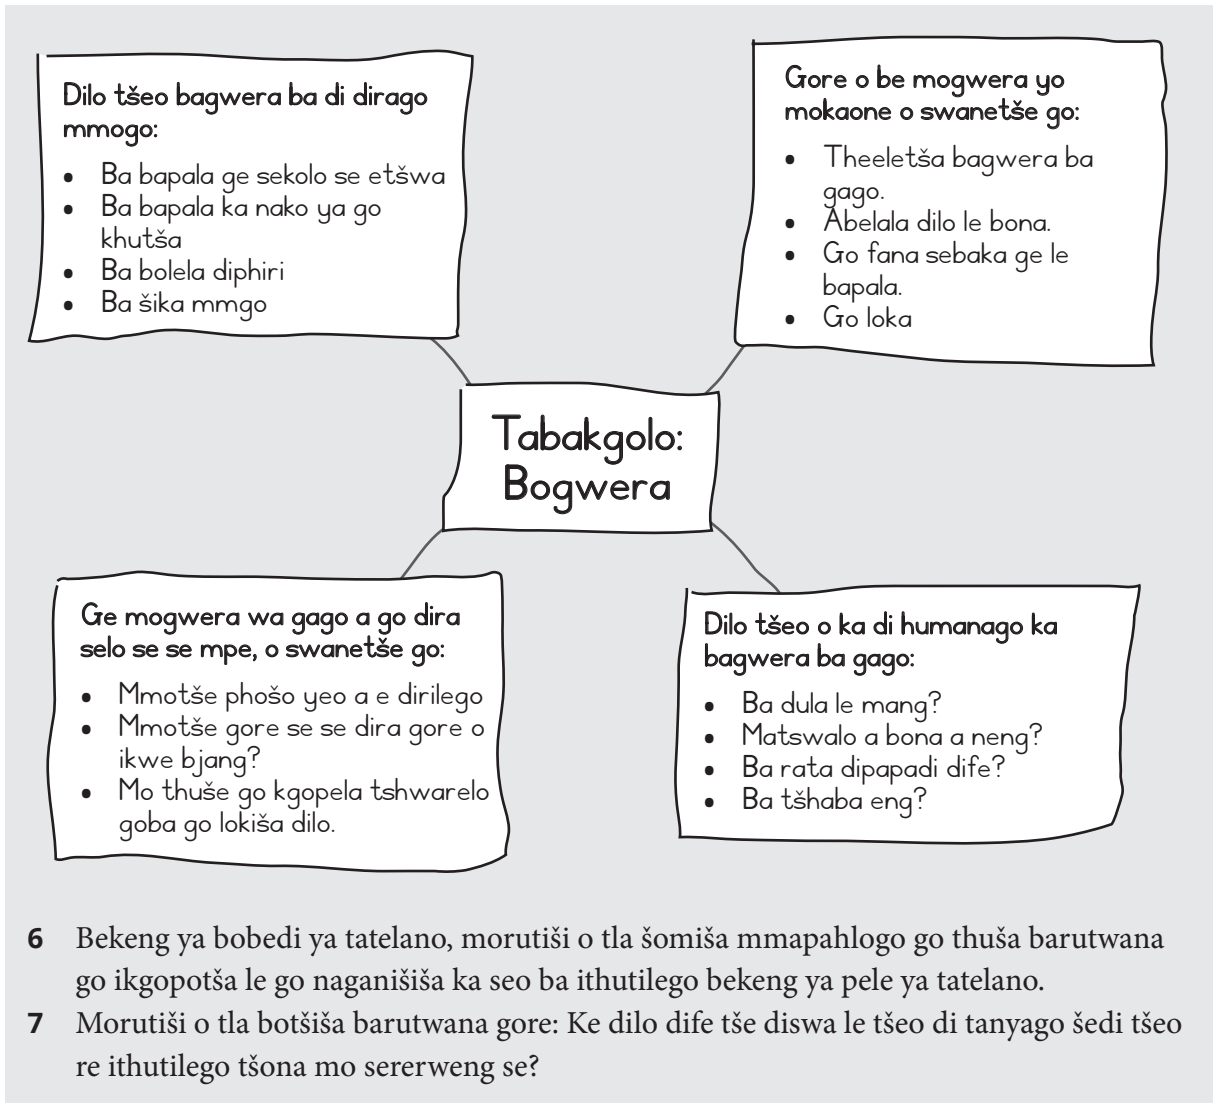 Dilo tšeo bagwera ba di dirago
mmogo:
• Ba bapala ge sekolo se etšwa
• Ba bapala ka nako ya go
khutša
• Ba bolela diphiri
• Ba šika mmgo
Gore o be mogwera yo
mokaone o swanetše go:
• Theeletša bagwera ba
gago.
• Abelala dilo le bona.
• Go fana sebaka ge le
bapala.
• Go loka
Tabakgolo:
Bogwera
Ge mogwera wa gago a go dira
selo se se mpe, o swanetše go:
• Mmotše phošo yeo a e dirilego
• Mmotše gore se se dira gore o
ikwe bjang?
• Mo thuše go kgopela tshwarelo
goba go lokiša dilo.
Dilo tšeo o ka di humanago ka
bagwera ba gago:
• Ba dula le mang?
• Matswalo a bona a neng?
• Ba rata dipapadi dife?
• Ba tšhaba eng?
6 Bekeng ya bobedi ya tatelano, morutiši o tla šomiša mmapahlogo go thuša barutwana
go ikgopotša le go naganišiša ka seo ba ithutilego bekeng ya pele ya tatelano.
7 Morutiši o tla botšiša barutwana gore: Ke dilo dife tše diswa le tšeo di tanyago šedi tšeo
re ithutilego tšona mo sererweng se?